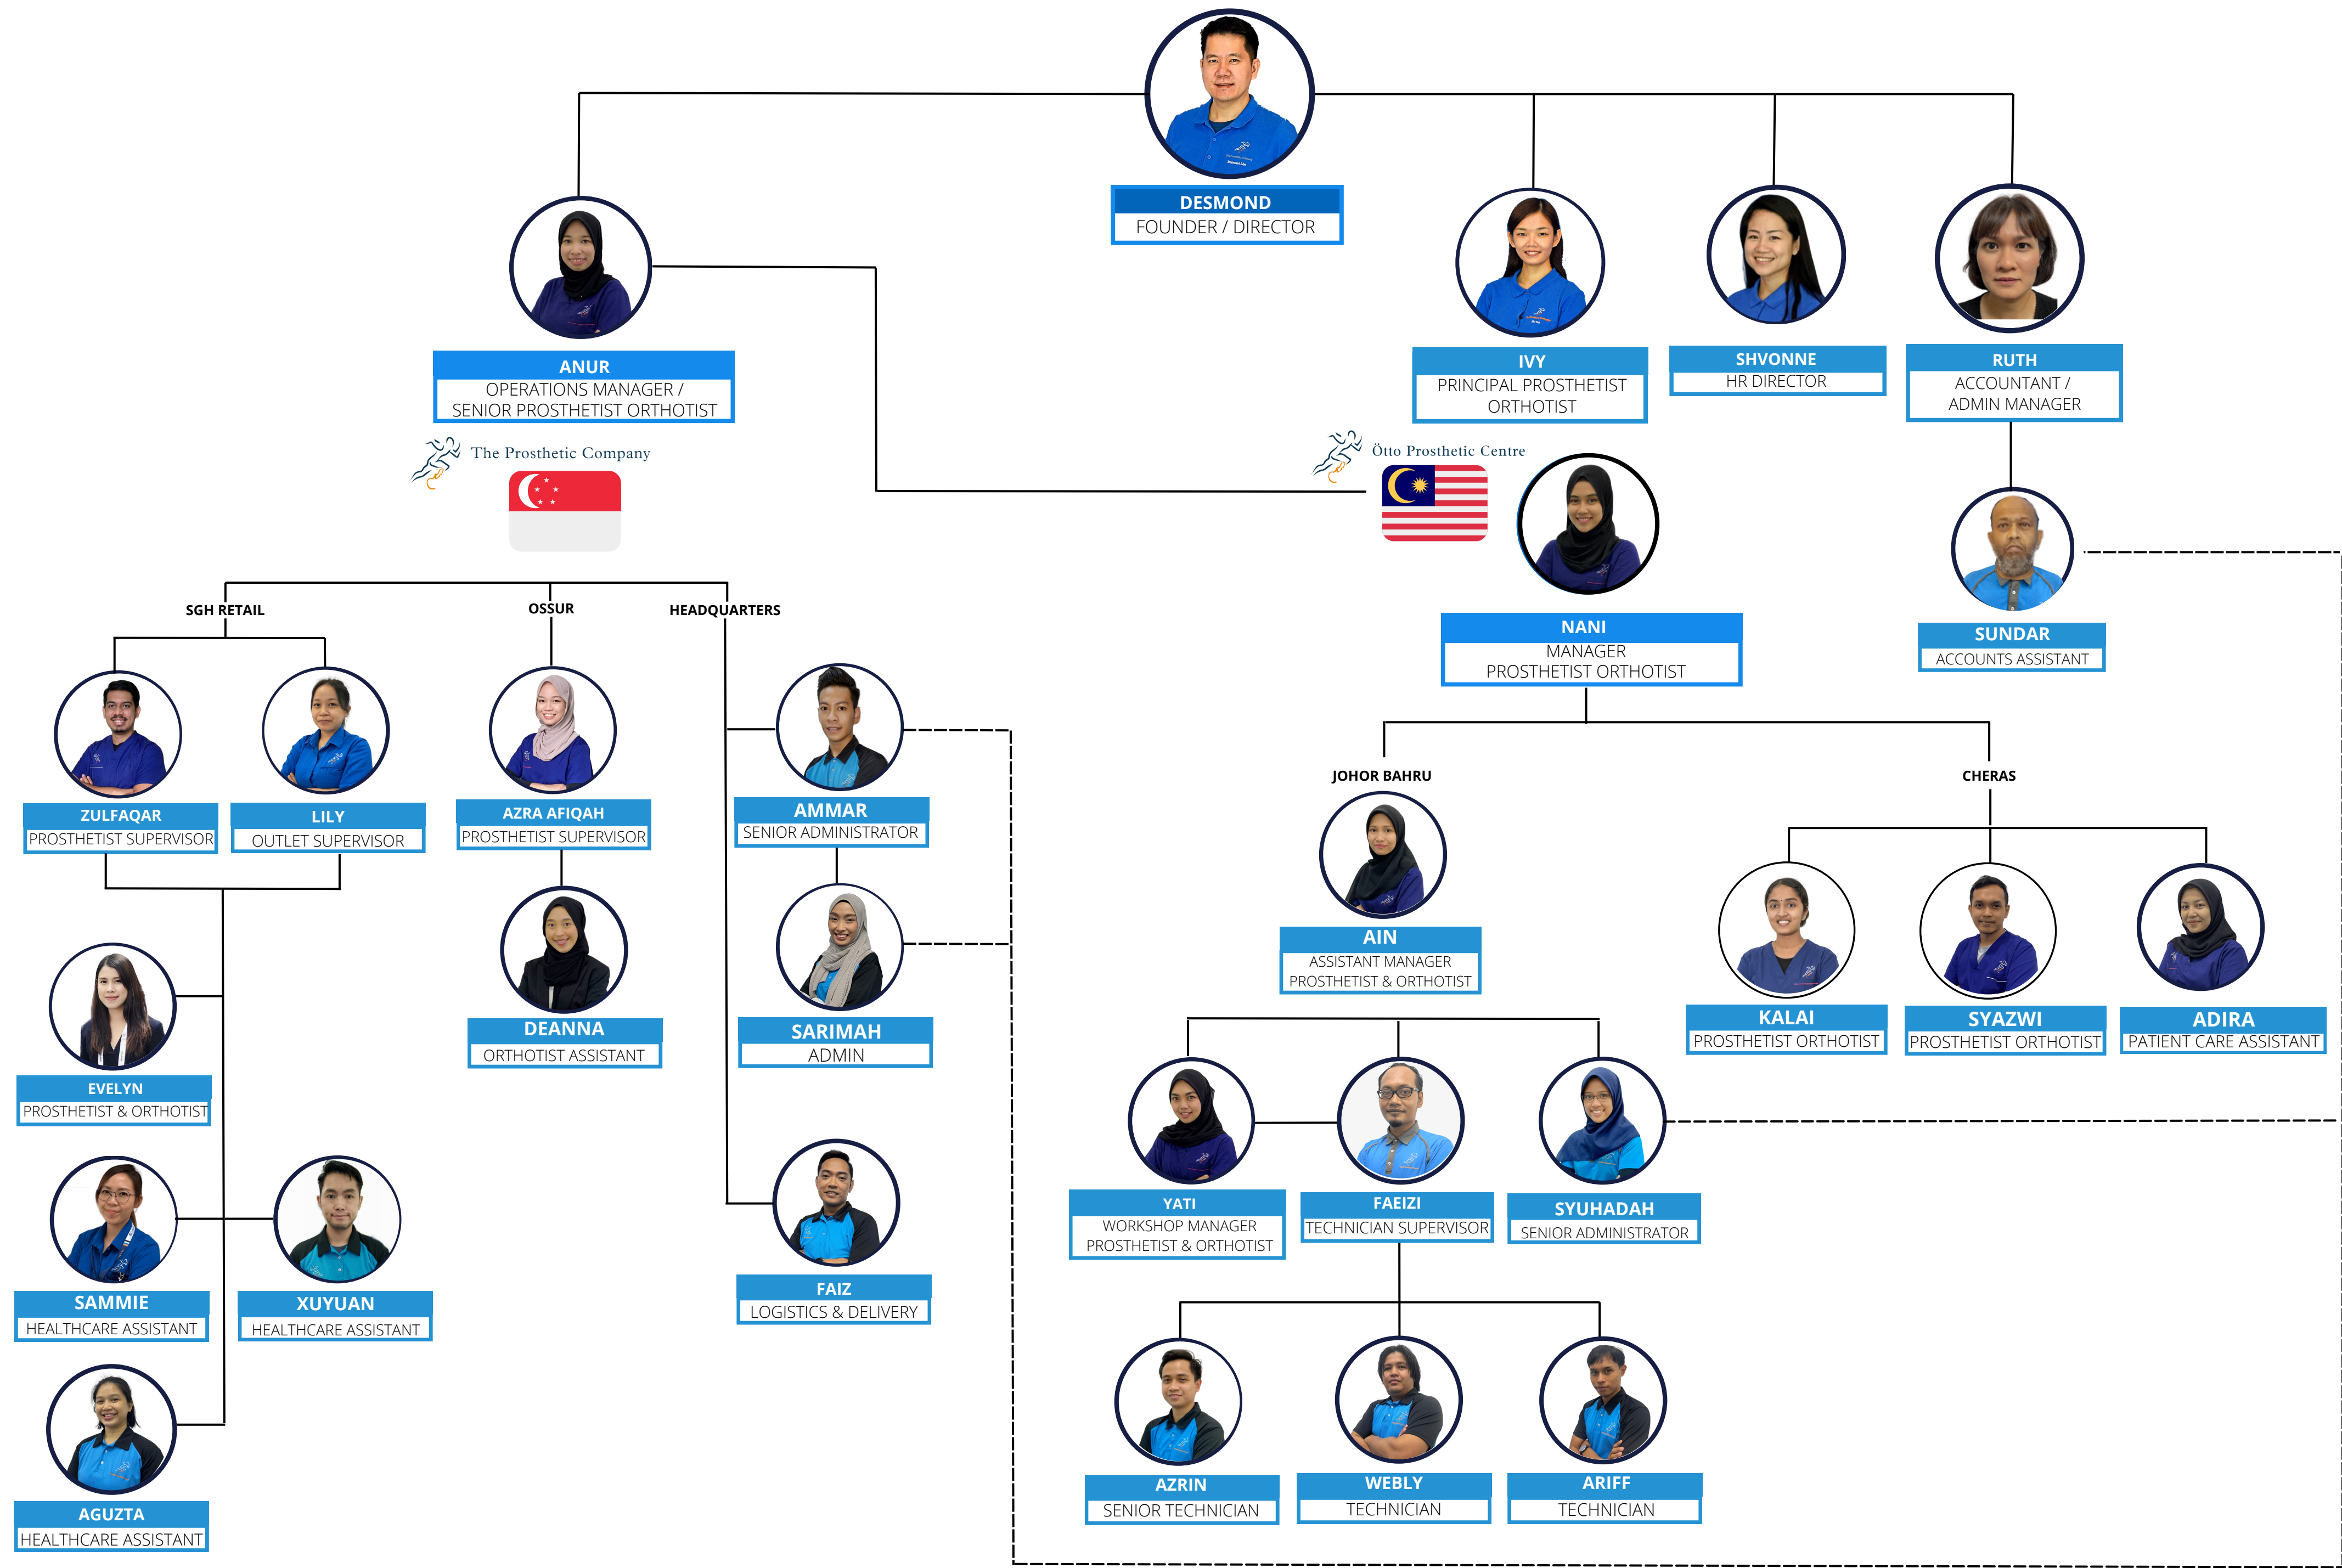 DESMOND
FOUNDER / DIRECTOR
ANUR
OPERATIONS MANAGER /
SENIOR PROSTHETIST ORTHOTIST
IVY
PRINCIPAL PROSTHETIST
ORTHOTIST
SHVONNE
HR DIRECTOR
RUTH
ACCOUNTANT /
ADMIN MANAGER
The Prosthetic Company
Ötto Prosthetic Centre
SGH RETAIL
OSSUR
HEADQUARTERS
NANI
MANAGER
PROSTHETIST ORTHOTIST
SUNDAR
ACCOUNTS ASSISTANT
ZULFAQAR
PROSTHETIST SUPERVISOR
LILY
OUTLET SUPERVISOR
AZRA AFIQAH
PROSTHETIST SUPERVISOR
AMMAR
SENIOR ADMINISTRATOR
JOHOR BAHRU
CHERAS
AIN
ASSISTANT MANAGER
PROSTHETIST & ORTHOTIST
DEANNA
ORTHOTIST ASSISTANT
SARIMAH
ADMIN
KALAI
PROSTHETIST ORTHOTIST
SYAZWI
PROSTHETIST ORTHOTIST
ADIRA
PATIENT CARE ASSISTANT
EVELYN
PROSTHETIST & ORTHOTIST
YATI
WORKSHOP MANAGER
PROSTHETIST & ORTHOTIST
FAEIZI
TECHNICIAN SUPERVISOR
SYUHADAH
SENIOR ADMINISTRATOR
SAMMIE
HEALTHCARE ASSISTANT
XUYUAN
HEALTHCARE ASSISTANT
FAIZ
LOGISTICS & DELIVERY
AGUZTA
HEALTHCARE ASSISTANT
AZRIN
SENIOR TECHNICIAN
WEBLY
TECHNICIAN
ARIFF
TECHNICIAN